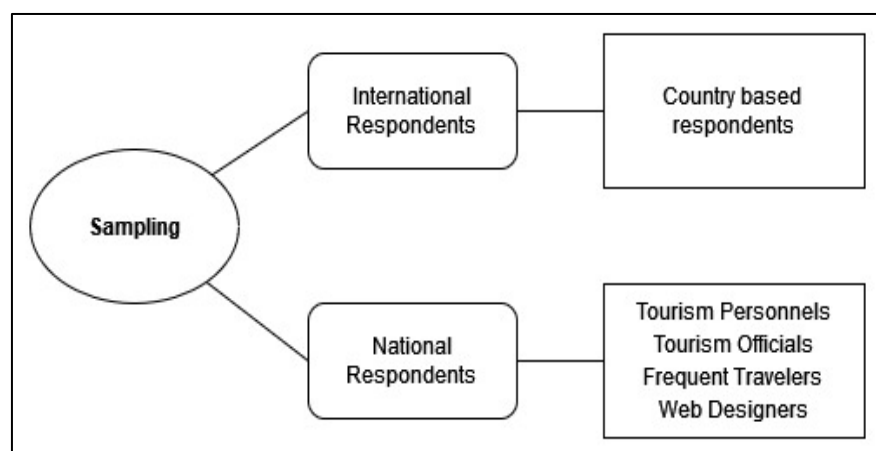 Sampling
International
Respondents
Country based
respondents
National
Respondents
Tourism Personnels
Tourism Officials
Frequent Travelers
Web Designers